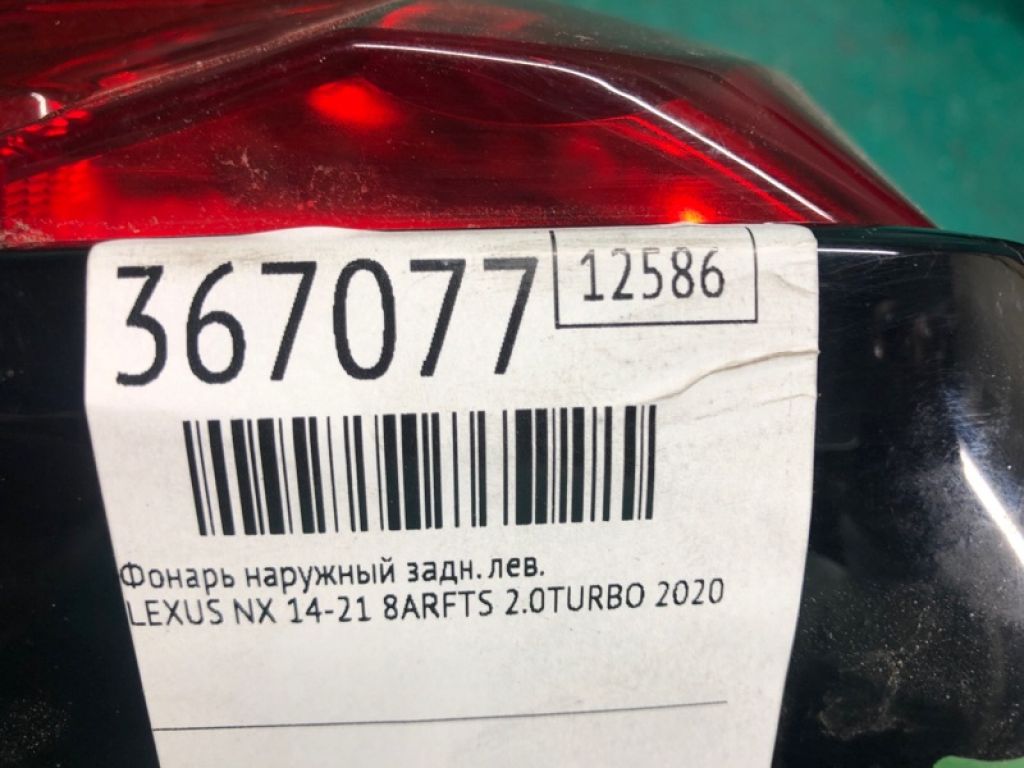 367077
12586
Фонарь наружный задн. лев.
LEXUS NX 14-21 8ARFTS 2.0TURBO 2020